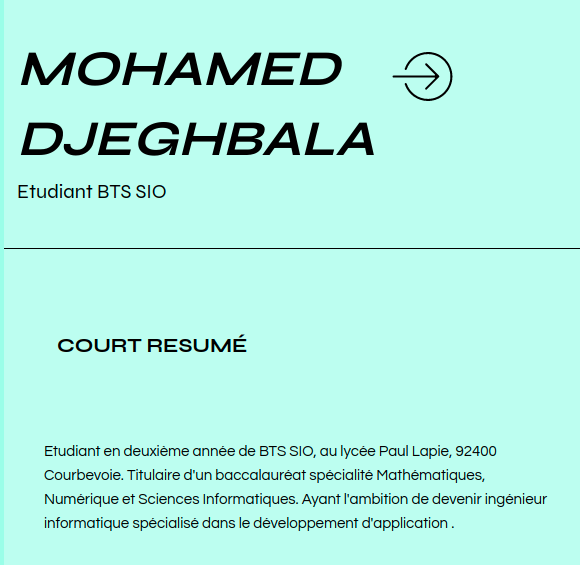 MOHAMED
DJEGHBALA
Etudiant BTS SIO
COURT RESUMÉ
Etudiant en deuxième année de BTS SIO, au lycée Paul Lapie, 92400
Courbevoie. Titulaire d'un baccalauréat spécialité Mathématiques,
Numérique et Sciences Informatiques. Ayant l'ambition de devenir ingénieur
informatique spécialisé dans le développement d'application .